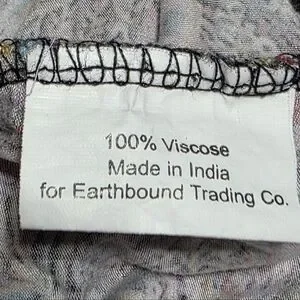 100% Viscose
Made in India
for Earthbound Trading Co.